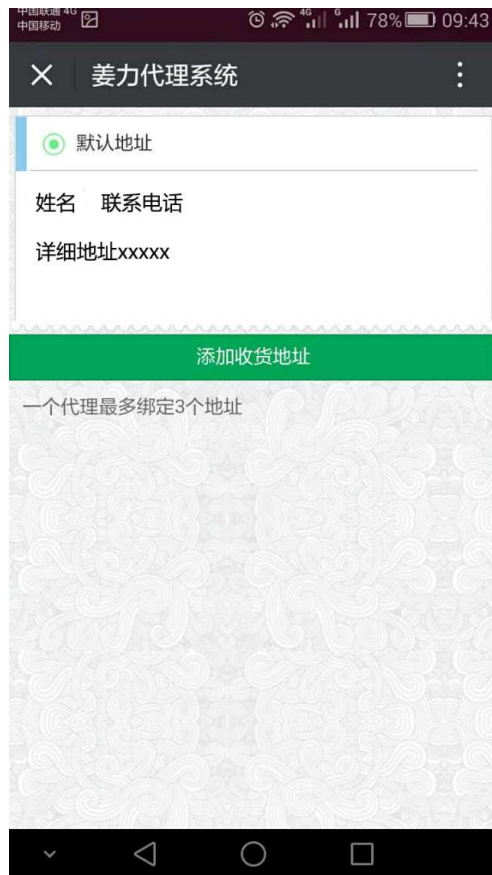 中国联通 4G
中国移动
4G
G
78%
09:43
姜力代理系统
默认地址
姓名 联系电话
详细地址xxxxx
添加收货地址
一个代理最多绑定3个地址